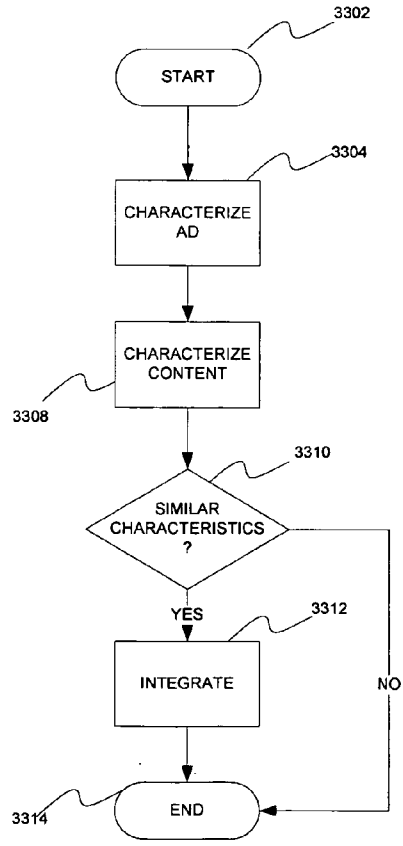 3302
START
3304
CHARACTERIZE
AD
CHARACTERIZE
CONTENT
3308
3310
SIMILAR
CHARACTERISTICS
?
YES
3312
INTEGRATE
NO
END
3314